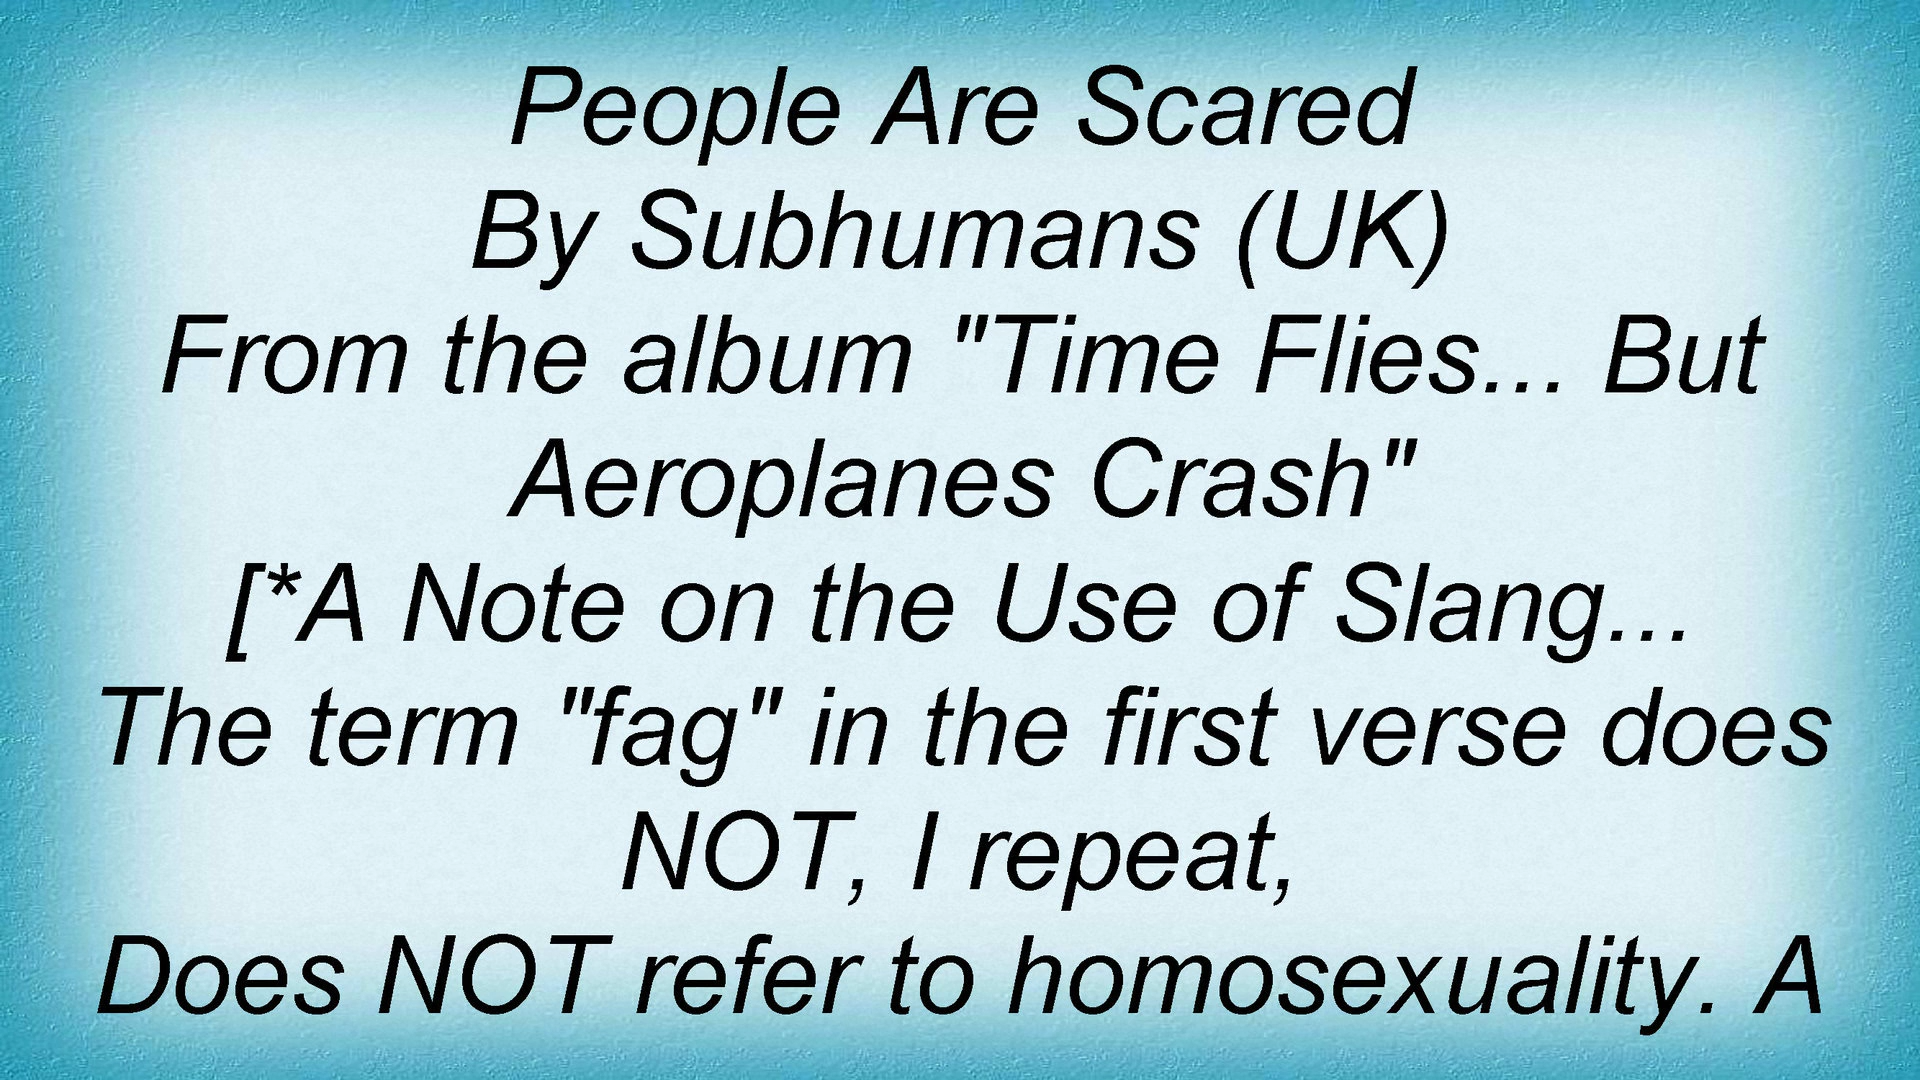 People Are Scared
By Subhumans (UK)
From the album "Time Flies... But
Aeroplanes Crash"
[*A Note on the Use of Slang...
The term "fag" in the first verse does
NOT, I repeat,
Does NOT refer to homosexuality. A